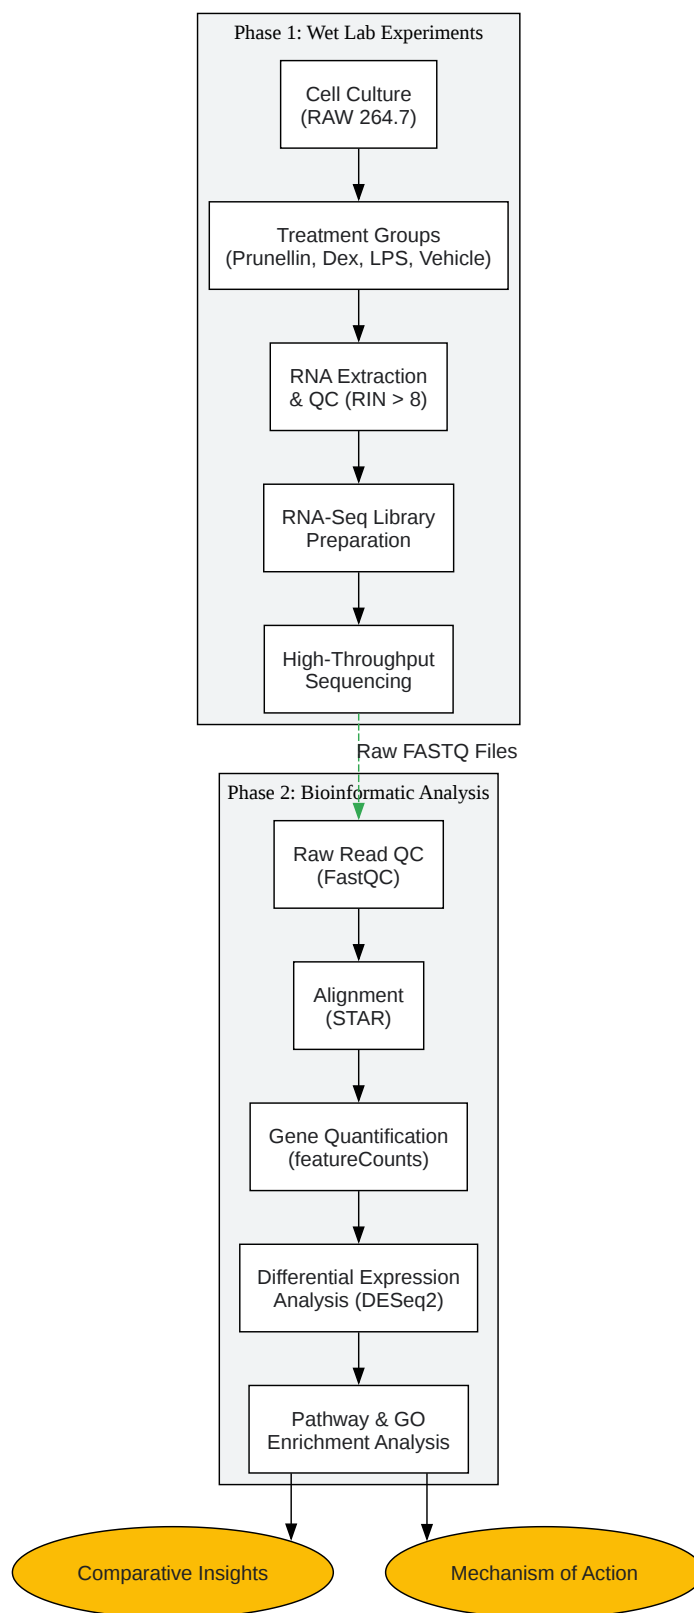 Phase 1: Wet Lab Experiments
Cell Culture
(RAW 264.7)
Treatment Groups
(Prunellin, Dex, LPS, Vehicle)
RNA Extraction
& QC (RIN > 8)
RNA-Seq Library
Preparation
High-Throughput
Sequencing
Raw FASTQ Files
Phase 2: Bioinformatic Analysis
Raw Read QC
(FastQC)
Alignment
(STAR)
Gene Quantification
(featureCounts)
Differential Expression
Analysis (DESeq2)
Pathway & GO
Enrichment Analysis
Comparative Insights
Mechanism of Action